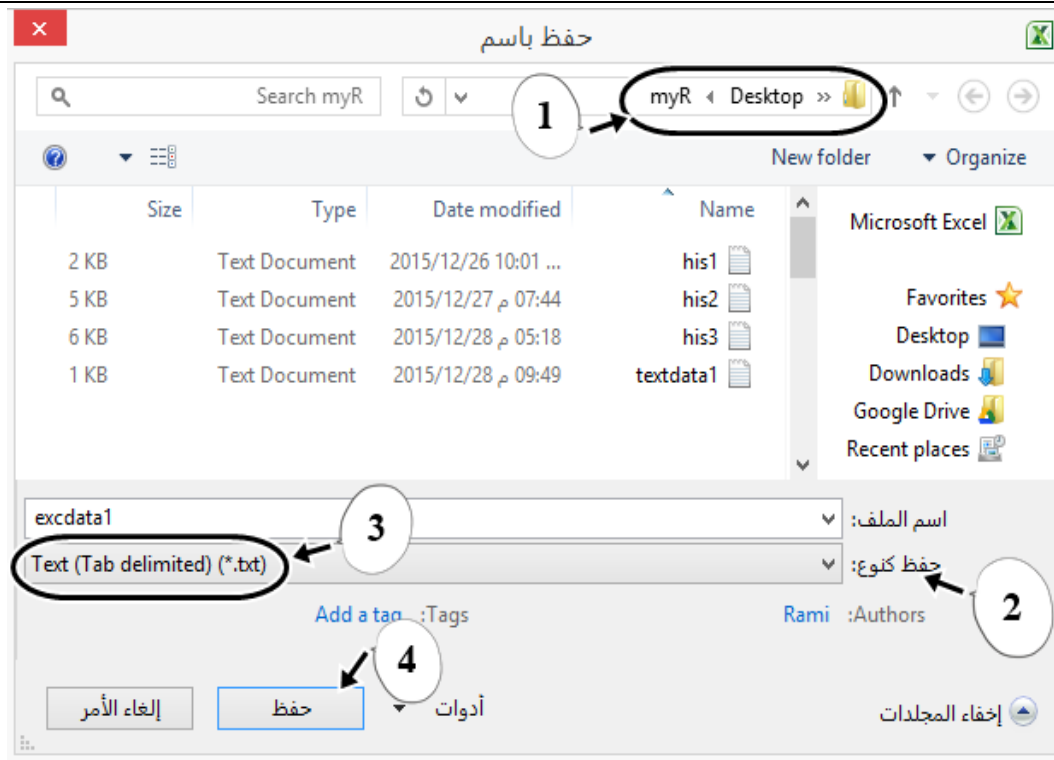 حفظ باسم
Desktop myR
Search myR
1
Organize
New folder
Microsoft Excel
Favorites
Desktop
Downloads
Google Drive
Recent places
Name Date modified Type Size
his1 2015/12/26 10:01 ... Text Document 2 KB
his2 2015/12/27 07:44 م Text Document 5 KB
his3 2015/12/28 05:18 م Text Document 6 KB
textdata1 2015/12/28 09:49 م Text Document 1 KB
اسم الملف: excdata1
3
حفظ كنوع: Text (Tab delimited) (*.txt)
2
Authors: Rami
Tags: Add a tag
4
إخفاء المجلدات
أدوات
حفظ
إلغاء الأمر